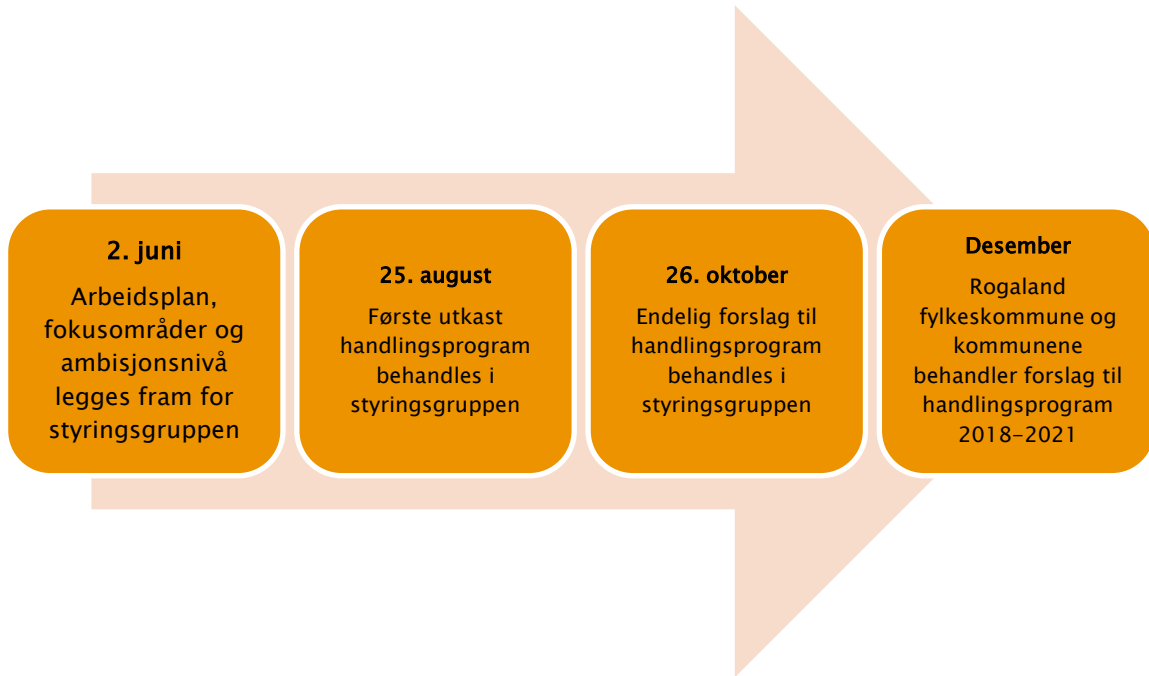 2. juni
Arbeidsplan,
fokusområder og
ambisjonsnivå
legges fram for
styringsgruppen
25. august
Første utkast
handlingsprogram
behandles i
styringsgruppen
26. oktober
Endelig forslag til
handlingsprogram
behandles i
styringsgruppen
Desember
Rogaland
fylkeskommune og
kommunene
behandler forslag til
handlingsprogram
2018-2021